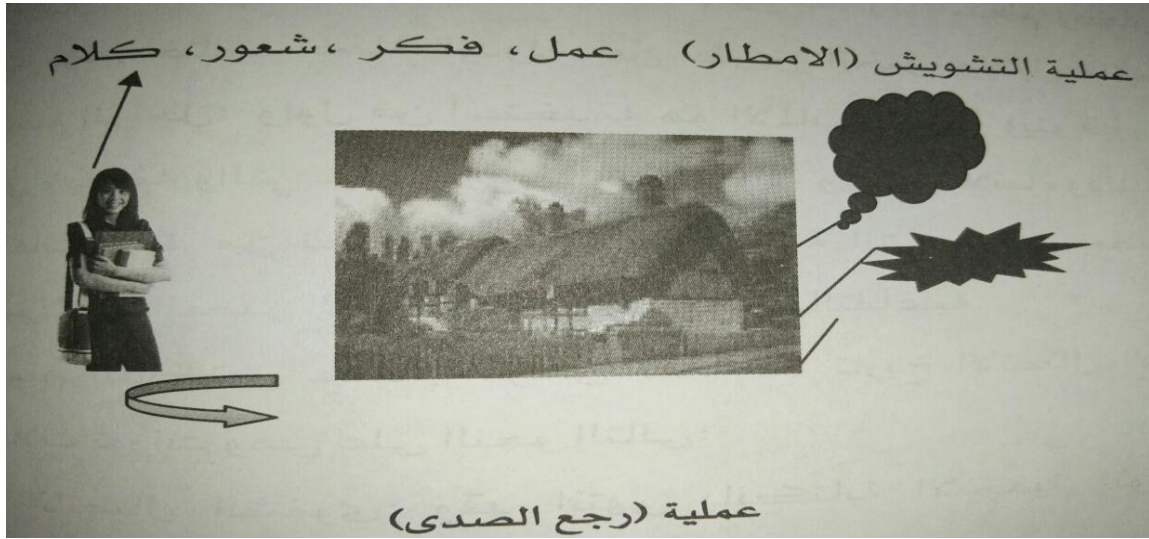 عملية التشويش (الامطار) عمل، فكر ،شعور، كلام
عملية (رجع الصدى)